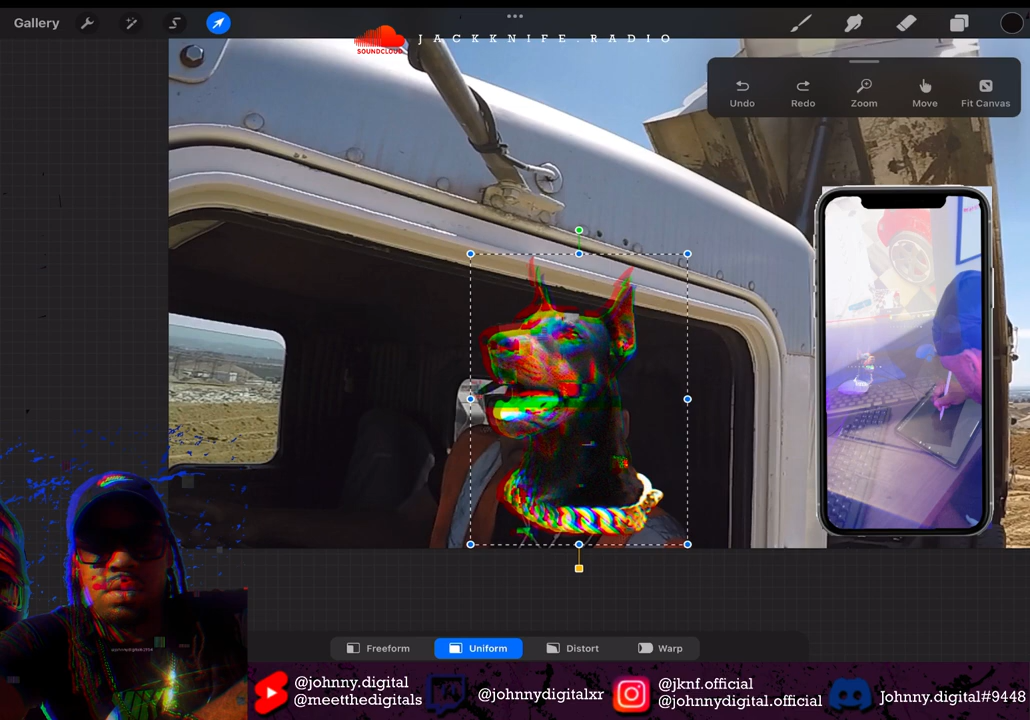 Gallery
SOUNDCLOUD
JACKKNIFE.RADIO
Undo
Redo
Zoom
Move
Fit Canvas
Freeform
Uniform
Distort
Warp
@johnny.digital
@meetthedigitals
@johnnydigitalxr
@jknf.official
@johnnydigital.official
Johnny.digital#9448